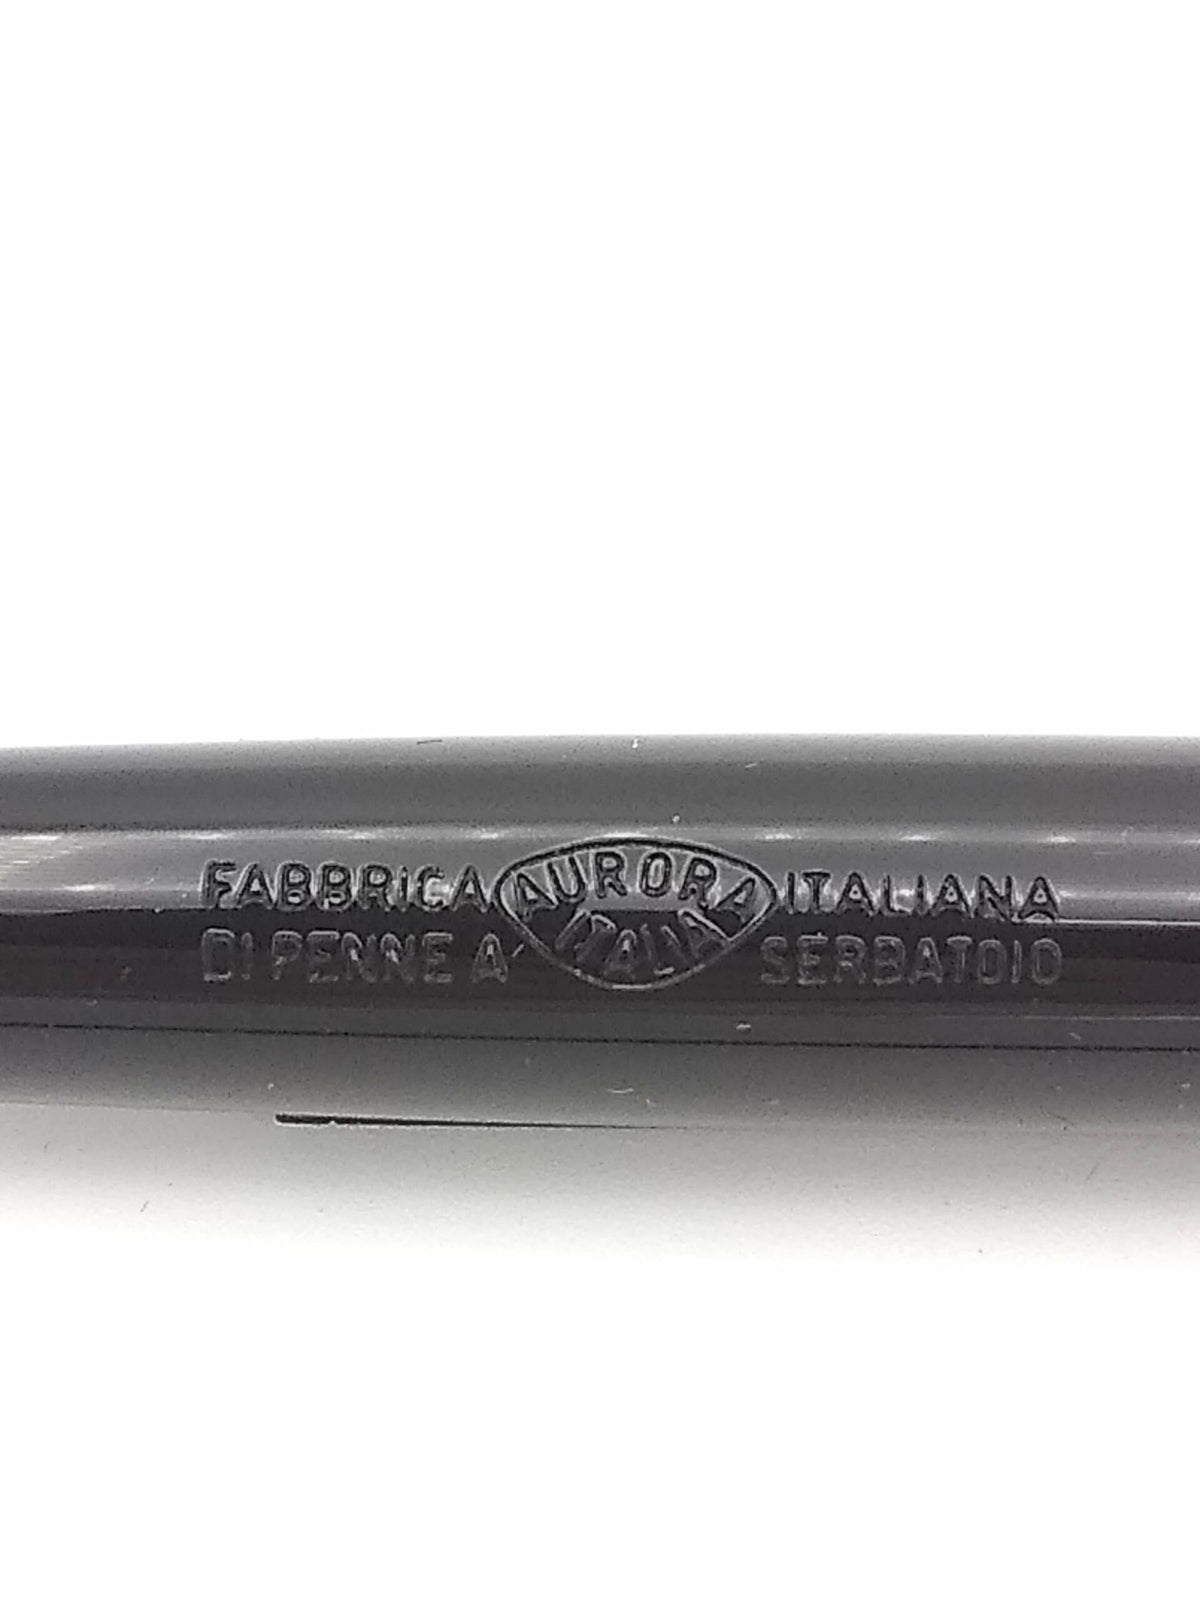 FABBRICA AURORA ITALIANA
ITALIA
DI PENNE A SERBATOIO